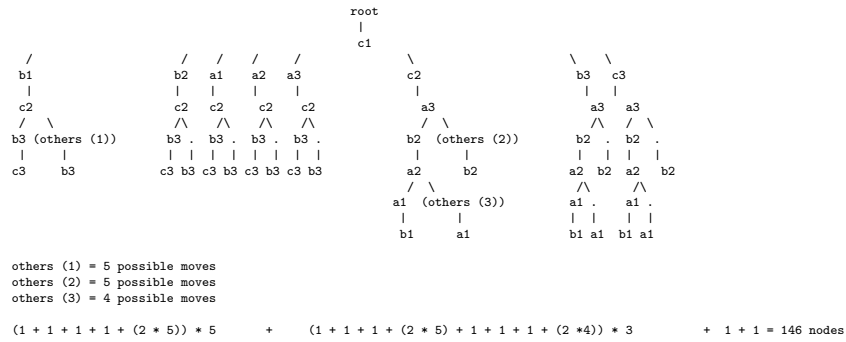 root
|
c1
/ / / / / \ \ \
b1 b2 a1 a2 a3 c2 b3 c3
| | | | | | | |
c2 c2 c2 c2 c2 a3 a3 a3
/ \ /\ /\ /\ /\ / \ /\ / \
b3 (others (1)) b3 . b3 . b3 . b3 . b2 (others (2)) b2 . b2 .
| | | | | | | | | | | | | | | |
c3 b3 c3 b3 c3 b3 c3 b3 c3 b3 a2 b2 a2 b2 a2 b2
/ \ /\ /\
a1 (others (3)) a1 . a1 .
| | | | | |
b1 a1 b1 a1 b1 a1
others (1) = 5 possible moves
others (2) = 5 possible moves
others (3) = 4 possible moves
(1 + 1 + 1 + 1 + (2 * 5)) * 5 + (1 + 1 + 1 + (2 * 5) + 1 + 1 + 1 + (2 *4)) * 3 + 1 + 1 = 146 nodes